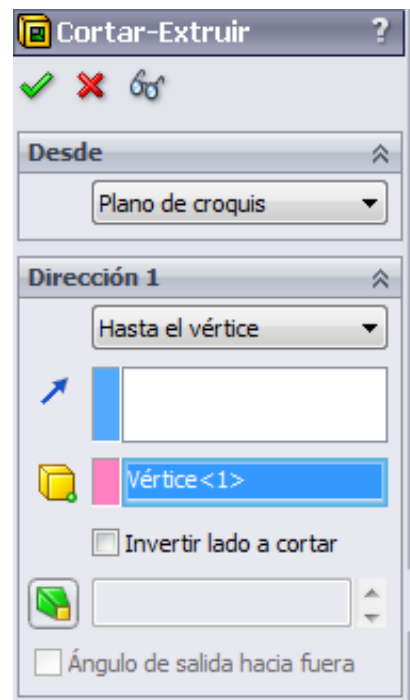 Cortar-Extruir ?
Desde
Plano de croquis
Dirección 1
Hasta el vértice
Vértice<1>
Invertir lado a cortar
Ángulo de salida hacia fuera